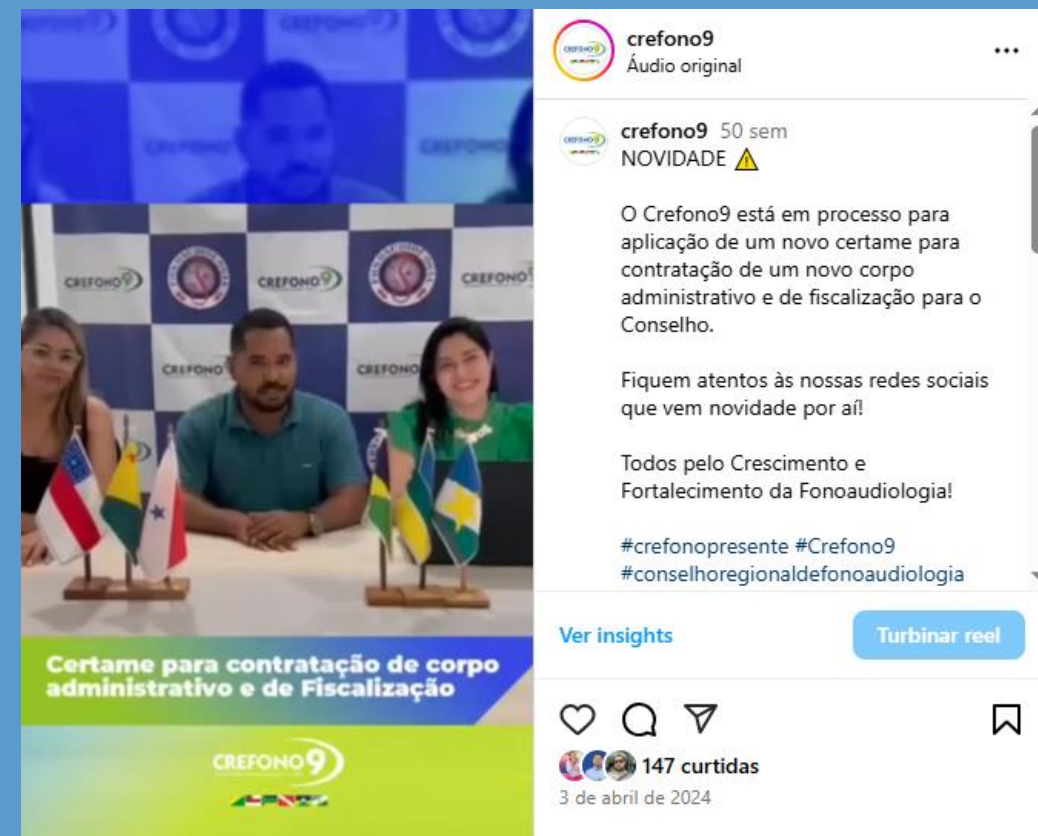 CREFONO9
CREFONO9
CREFONO
CREFONO
CREFONO
Certame para contratação de corpo
administrativo e de Fiscalização
CREFONO9
crefono9
Áudio original
crefono9 50 sem
NOVIDADE ⚠️
O Crefono9 está em processo para
aplicação de um novo certame para
contratação de um novo corpo
administrativo e de fiscalização para o
Conselho.
Fiquem atentos às nossas redes sociais
que vem novidade por aí!
Todos pelo Crescimento e
Fortalecimento da Fonoaudiologia!
#crefonopresente #Crefono9
#conselhoregionaldefonoaudiologia
Ver insights
Turbinar reel
147 curtidas
3 de abril de 2024